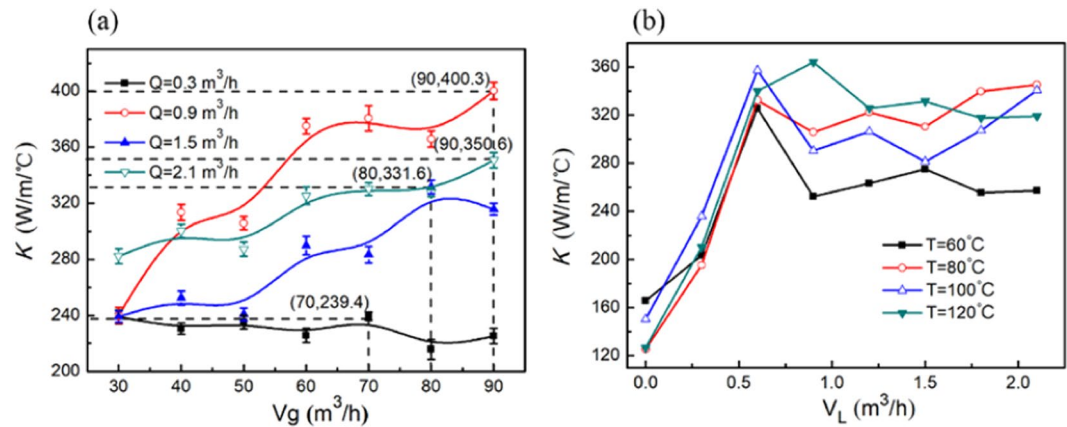 (a)
Q=0.3 m³/h
Q=0.9 m³/h
Q=1.5 m³/h
Q=2.1 m³/h
(90,400.3)
(90,350.6)
(80,331.6)
(70,239.4)
400
360
320
280
240
200
K (W/m/℃)
30 40 50 60 70 80 90
Vg (m³/h)
(b)
360
320
280
240
200
160
120
K (W/m/℃)
T=60°C
T=80°C
T=100°C
T=120°C
0.0 0.5 1.0 1.5 2.0
V_L (m³/h)